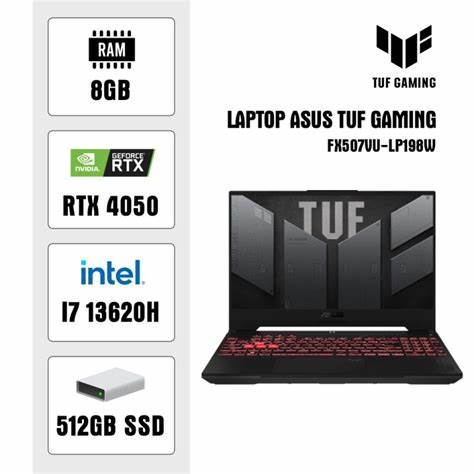 RAM
8GB
NVIDIA
GEFORCE
RTX
RTX 4050
intel
I7 13620H
512GB SSD
TUF GAMING
LAPTOP ASUS TUF GAMING
FX507VU-LP198W
TUF